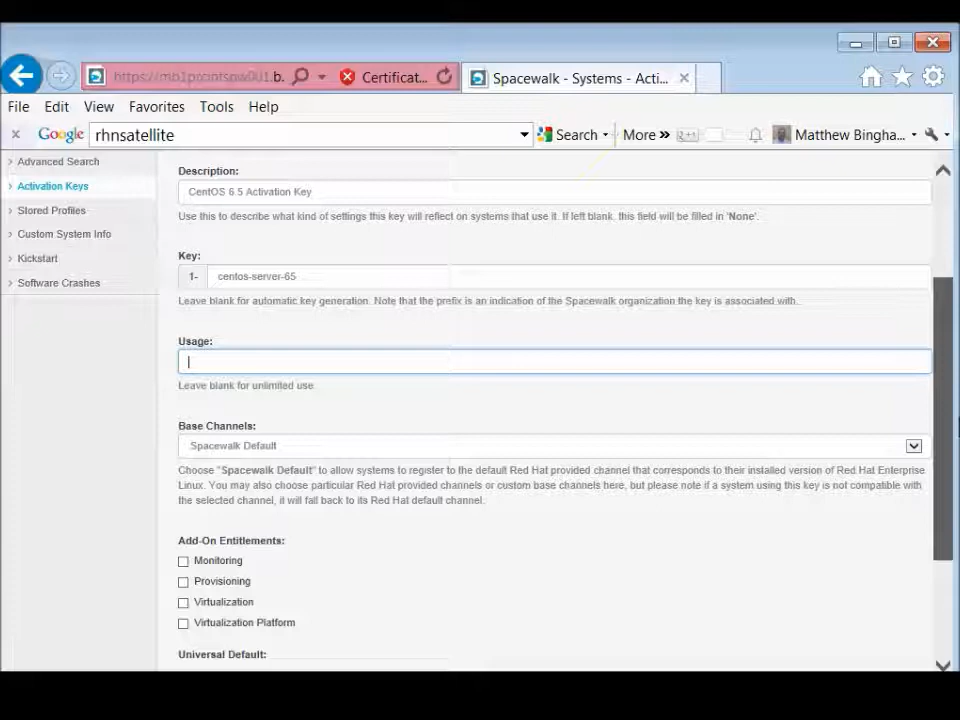 Certificat...
Spacewalk - Systems - Acti...
File Edit View Favorites Tools Help
Google rhnsatellite Search More » Matthew Bingha...
Advanced Search
Activation Keys
Stored Profiles
Custom System Info
Kickstart
Software Crashes
Description:
CentOS 6.5 Activation Key
Use this to describe what kind of settings this key will reflect on systems that use it. If left blank, this field will be filled in 'None'.
Key:
1- centos-server-65
Leave blank for automatic key generation. Note that the prefix is an indication of the Spacewalk organization the key is associated with.
Usage:
Leave blank for unlimited use.
Base Channels:
Spacewalk Default
Choose "Spacewalk Default" to allow systems to register to the default Red Hat provided channel that corresponds to their installed version of Red Hat Enterprise
Linux. You may also choose particular Red Hat provided channels or custom base channels here, but please note if a system using this key is not compatible with
the selected channel, it will fall back to its Red Hat default channel.
Add-On Entitlements:
Monitoring
Provisioning
Virtualization
Virtualization Platform
Universal Default: